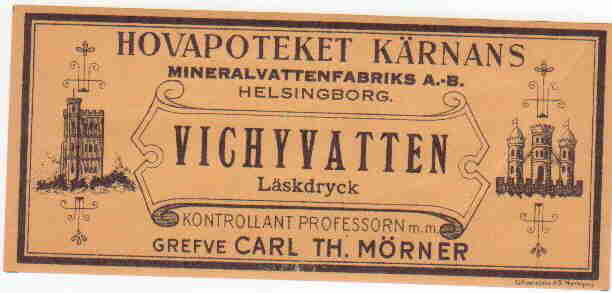 HOVAPOTEKET KÄRNANS
MINERALVATTENFABRIKS A.-B.
HELSINGBORG.
VICHYVATTEN
Läskdryck
KONTROLLANT PROFESSORN m.m.
GREFVE CARL TH. MÖRNER